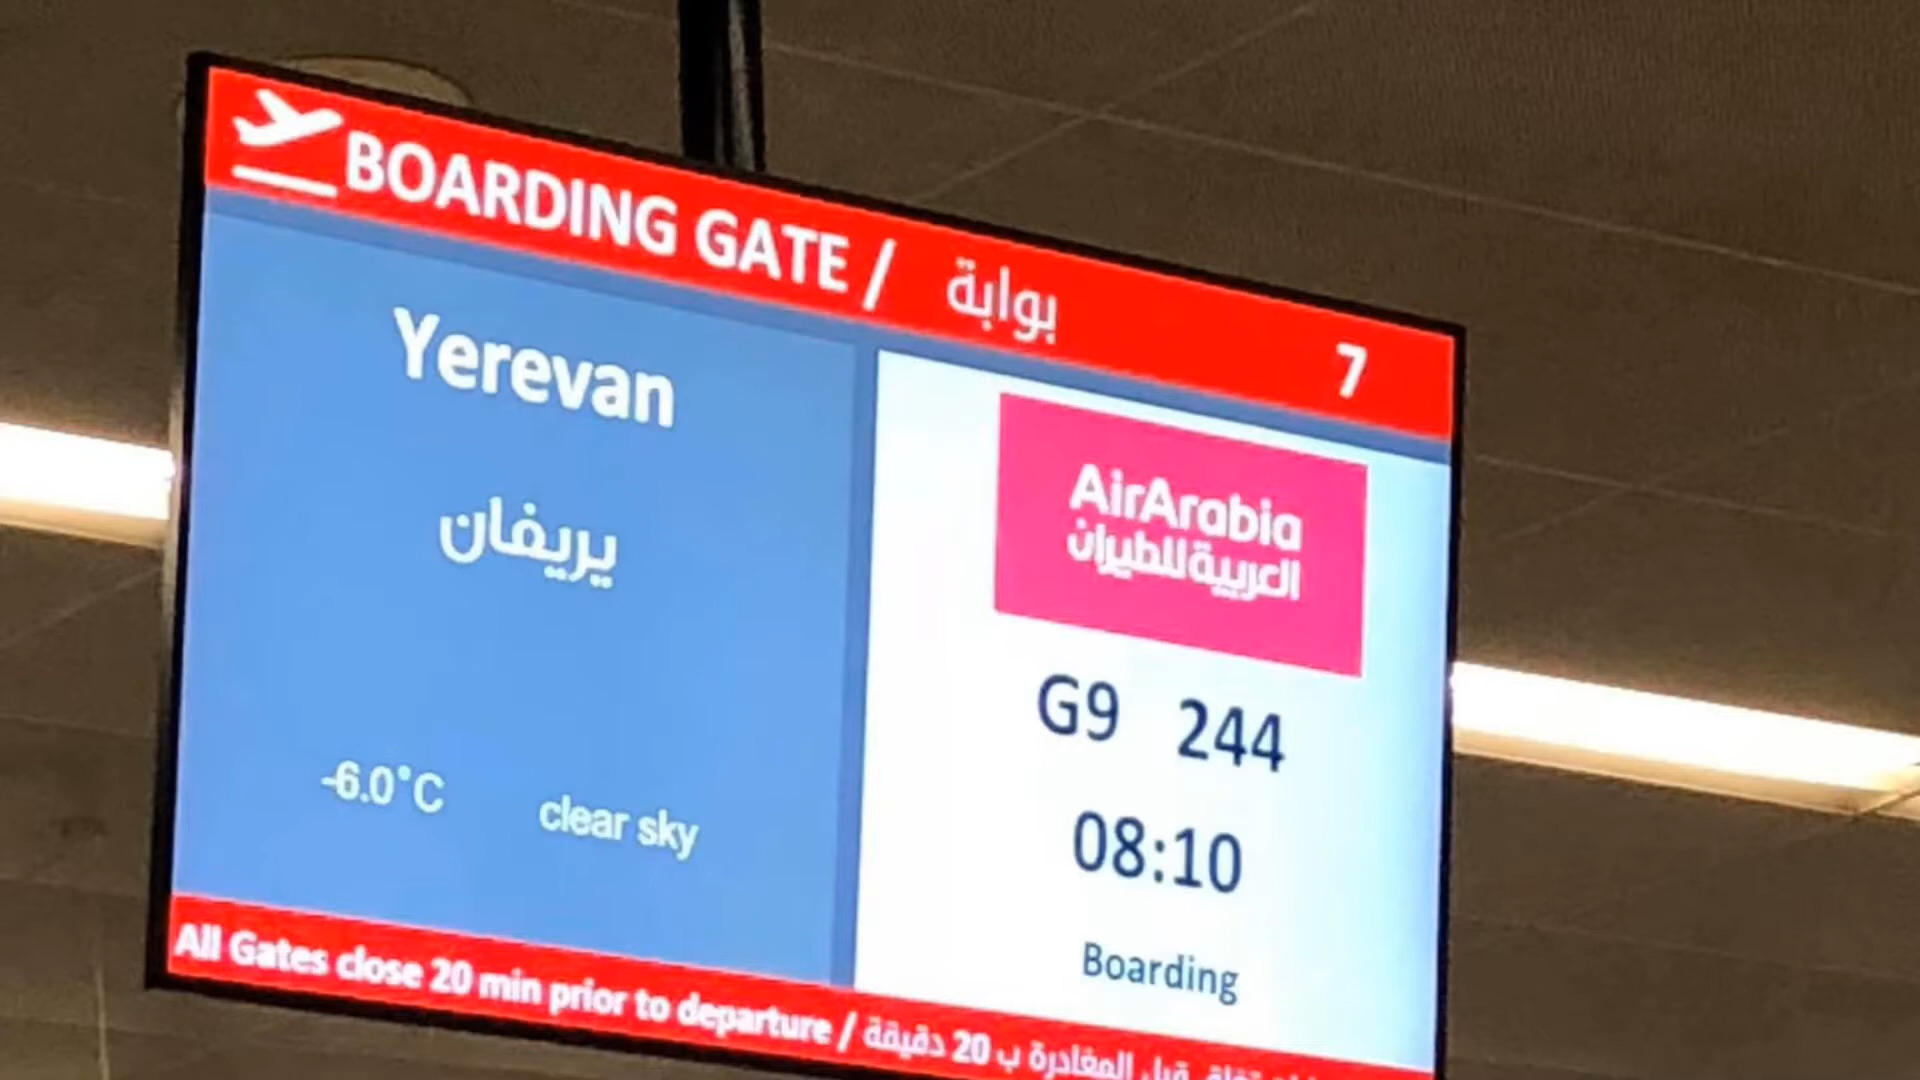 BOARDING GATE / بوابة 7
Yerevan
يريفان
-6.0°C clear sky
AirArabia
العربية للطيران
G9 244
08:10
Boarding
All Gates close 20 min prior to departure / قبل المغادرة ب 20 دقيقة